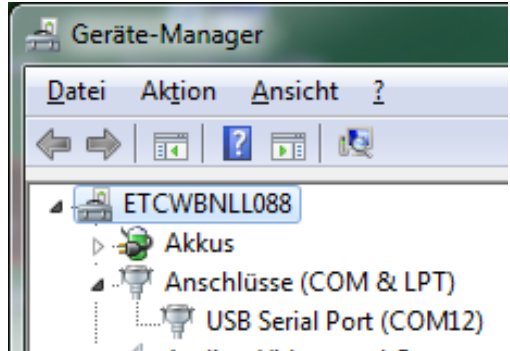 Geräte-Manager
Datei Aktion Ansicht ?
ETCWBNLL088
Akkus
Anschlüsse (COM & LPT)
USB Serial Port (COM12)